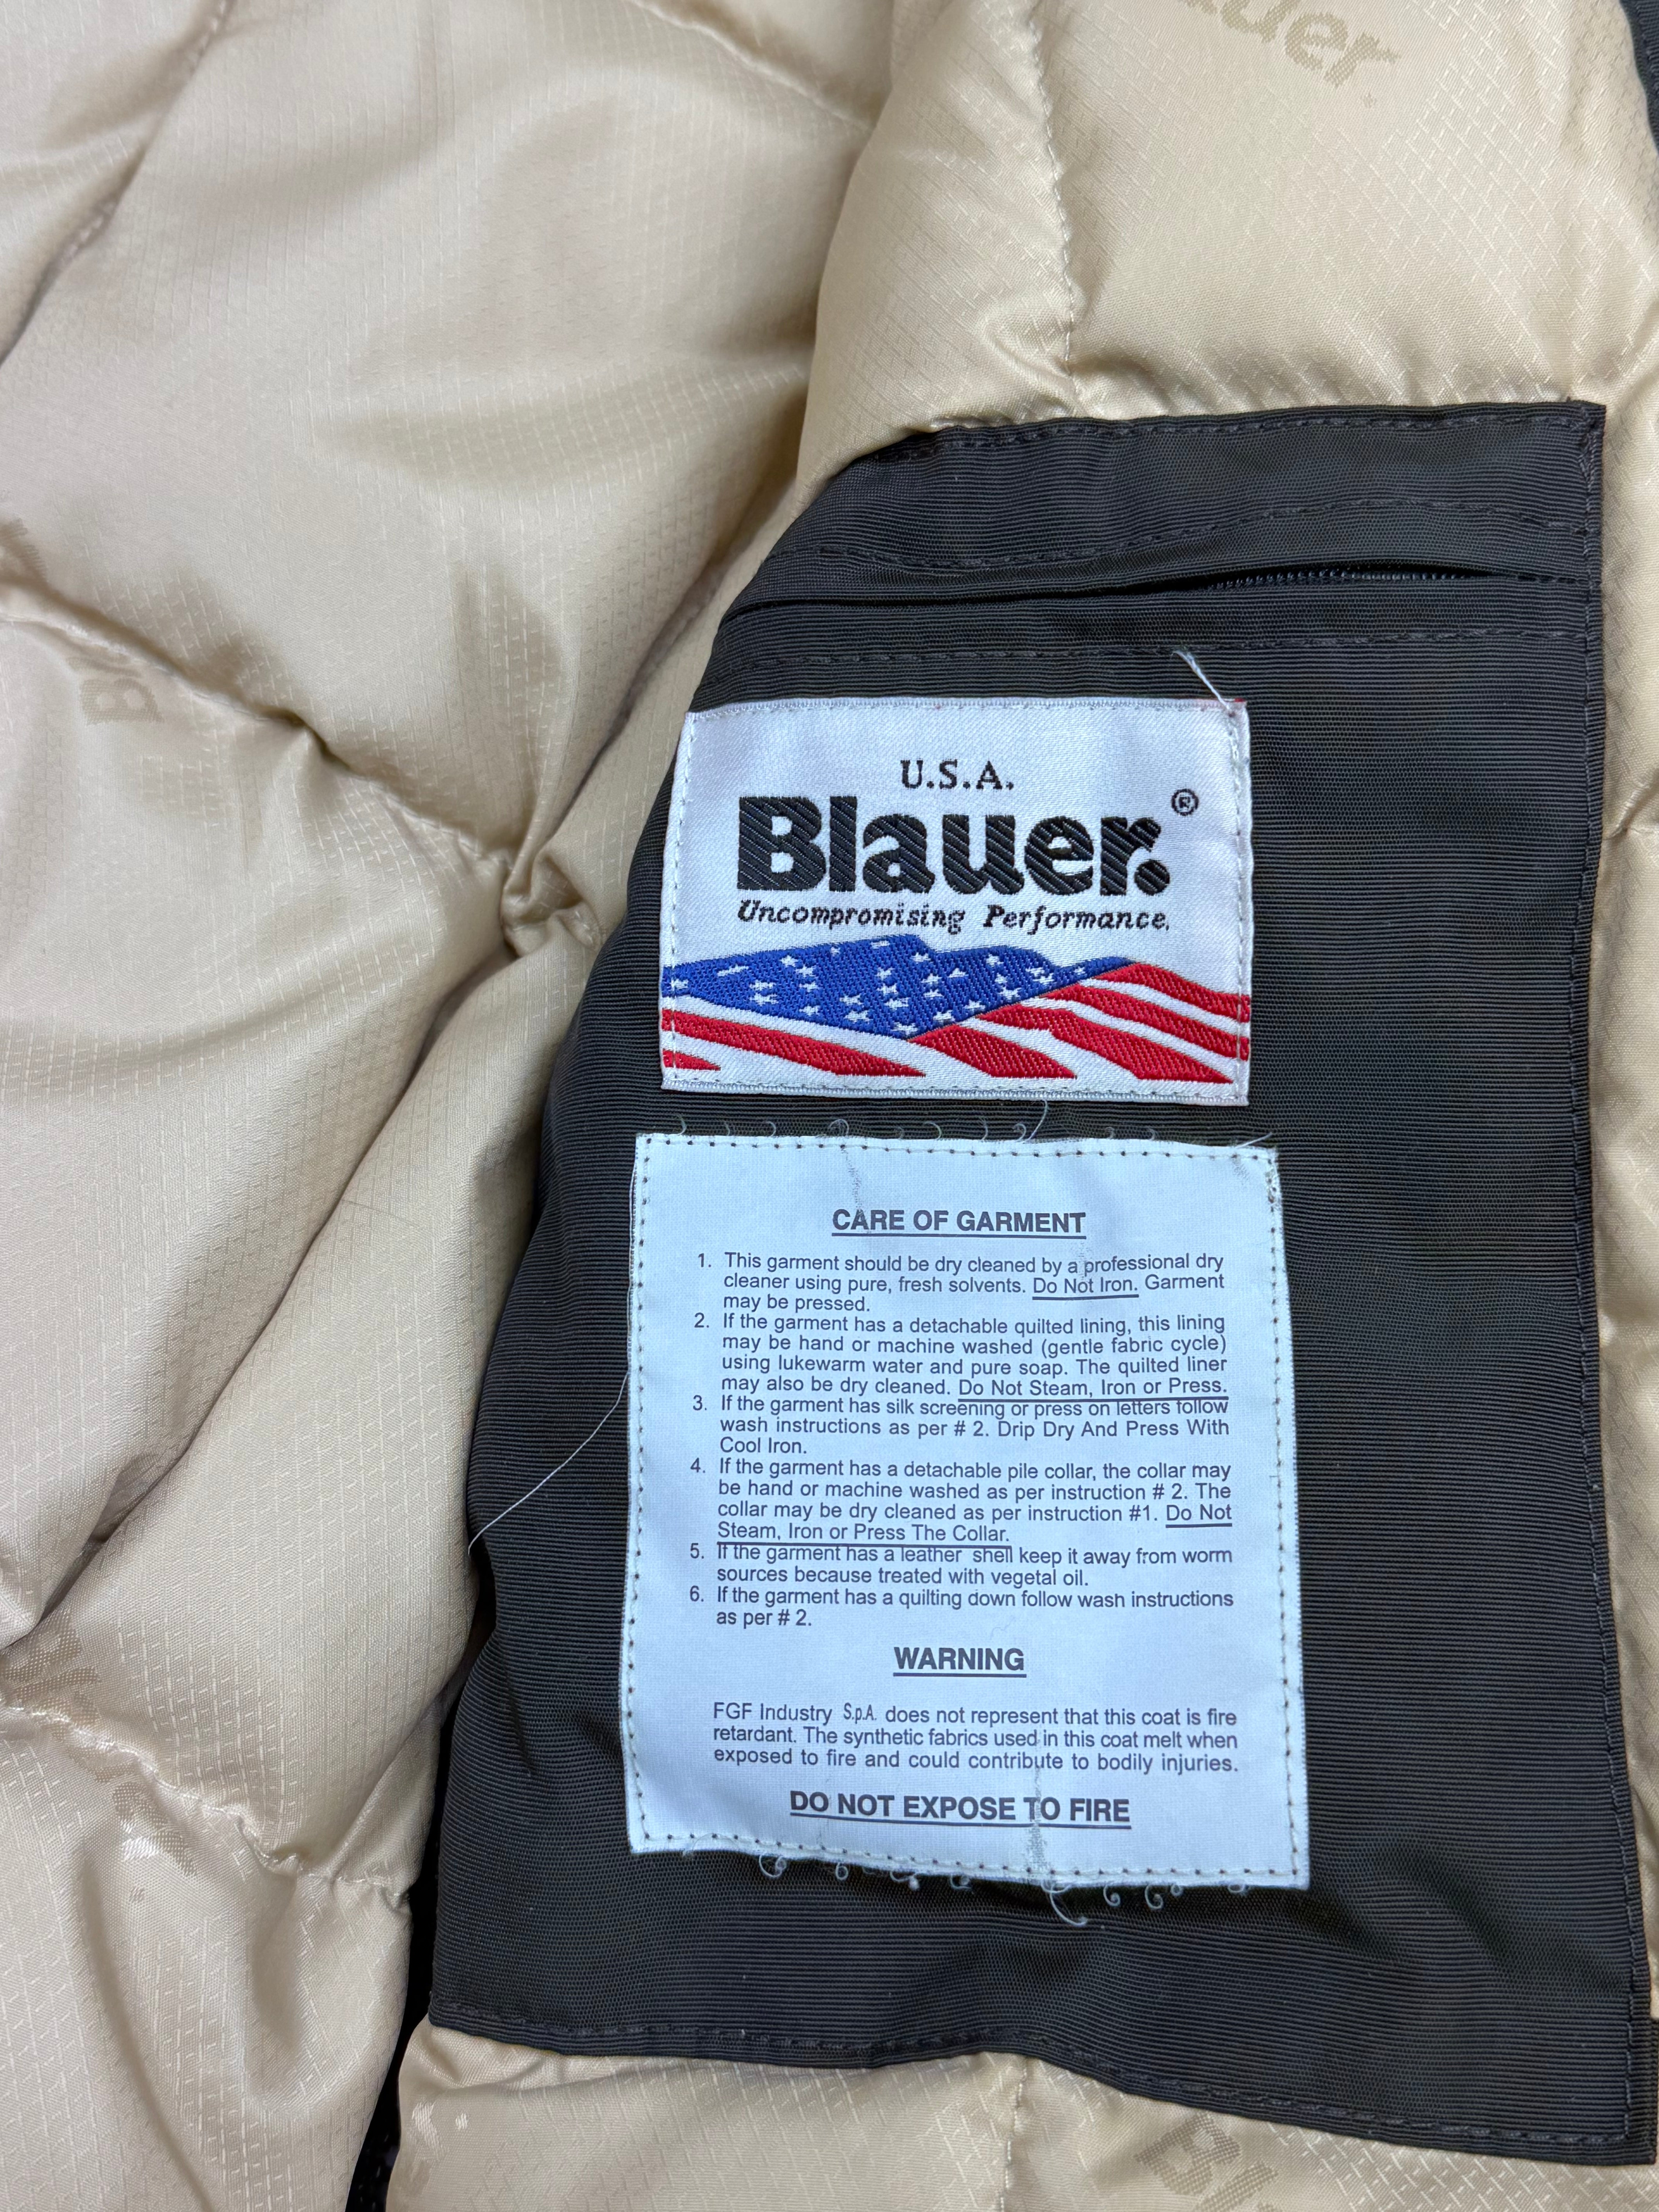 auer
U.S.A.
Blauer.®
Uncompromising Performance.
CARE OF GARMENT
1. This garment should be dry cleaned by a professional dry
cleaner using pure, fresh solvents. Do Not Iron. Garment
may be pressed.
2. If the garment has a detachable quilted lining, this lining
may be hand or machine washed (gentle fabric cycle)
using lukewarm water and pure soap. The quilted liner
may also be dry cleaned. Do Not Steam, Iron or Press.
3. If the garment has silk screening or press on letters follow
wash instructions as per # 2. Drip Dry And Press With
Cool Iron.
4. If the garment has a detachable pile collar, the collar may
be hand or machine washed as per instruction # 2. The
collar may be dry cleaned as per instruction #1. Do Not
Steam, Iron or Press The Collar.
5. If the garment has a leather shell keep it away from worm
sources because treated with vegetal oil.
6. If the garment has a quilting down follow wash instructions
as per # 2.
WARNING
FGF Industry S.p.A. does not represent that this coat is fire
retardant. The synthetic fabrics used in this coat melt when
exposed to fire and could contribute to bodily injuries.
DO NOT EXPOSE TO FIRE